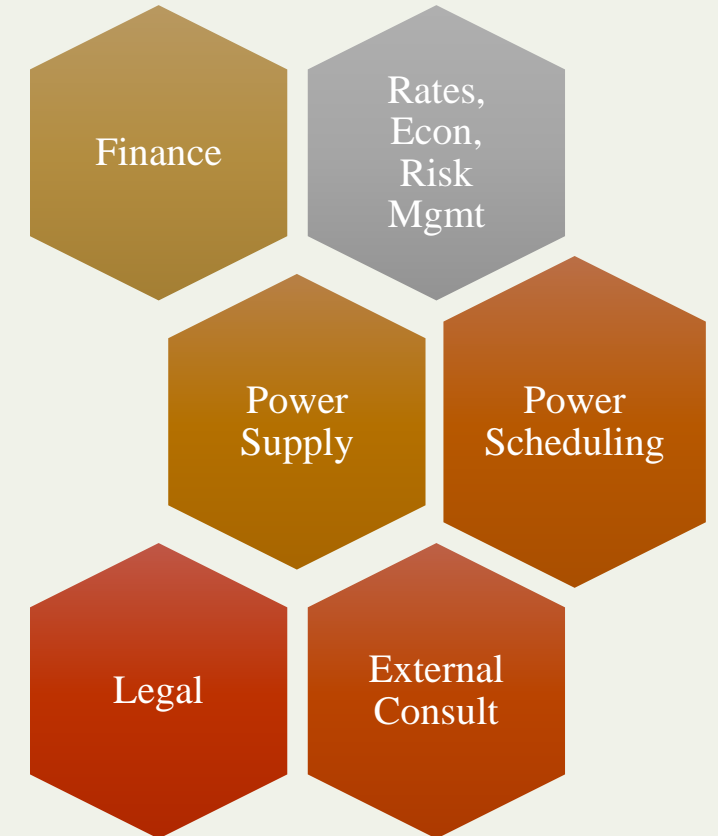 Finance
Rates,
Econ,
Risk
Mgmt
Power
Supply
Power
Scheduling
Legal
External
Consult